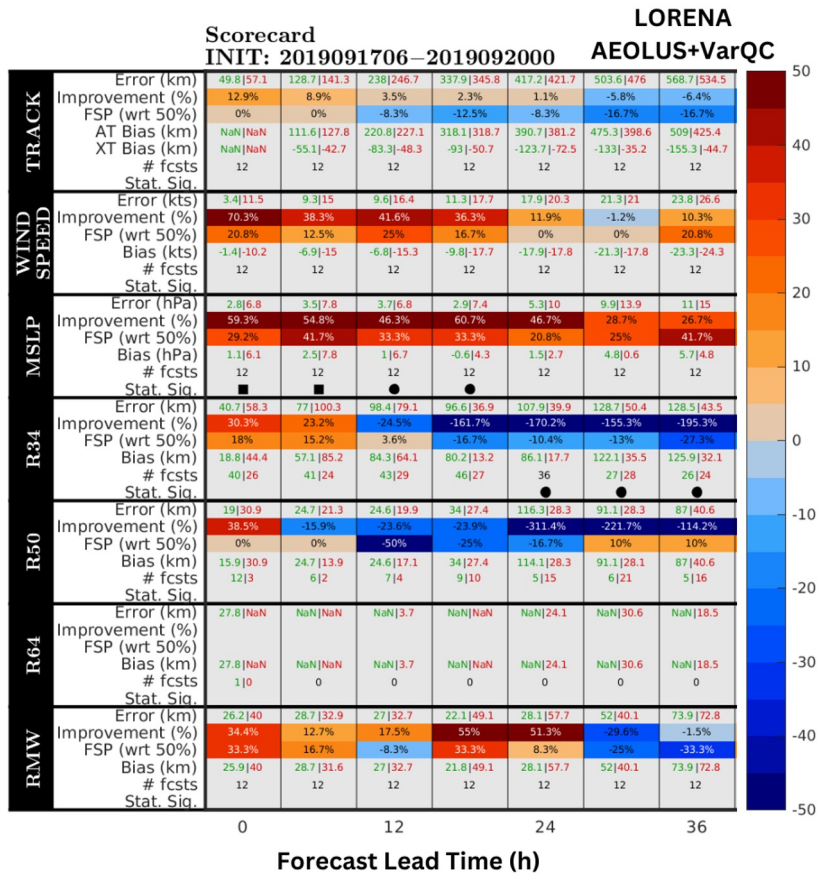 LORENA
AEOLUS+VarQC
Scorecard
INIT: 2019091706−2019092000
TRACK
Error (km) 49.8|57.1 128.7|141.3 238|246.7 337.9|345.8 417.2|421.7 503.6|476 568.7|534.5
Improvement (%) 12.9% 8.9% 3.5% 2.3% 1.1% -5.8% -6.4%
FSP (wrt 50%) 0% 0% -8.3% -12.5% -8.3% -16.7% -16.7%
AT Bias (km) NaN|NaN 111.6|127.8 220.8|227.1 318.1|318.7 390.7|381.2 475.3|398.6 509|425.4
XT Bias (km) NaN|NaN -55.1|-42.7 -83.3|-48.3 -93|-50.7 -123.7|-72.5 -133|-35.2 -155.3|-44.7
# fcsts 12 12 12 12 12 12 12
Stat. Sig.
WIND SPEED
Error (kts) 3.4|11.5 9.3|15 9.6|16.4 11.3|17.7 17.9|20.3 21.3|21 23.8|26.6
Improvement (%) 70.3% 38.3% 41.6% 36.3% 11.9% -1.2% 10.3%
FSP (wrt 50%) 20.8% 12.5% 25% 16.7% 0% 0% 20.8%
Bias (kts) -1.4|-10.2 -6.9|-15 -6.8|-15.3 -9.8|-17.7 -17.9|-17.8 -21.3|-17.8 -23.3|-24.3
# fcsts 12 12 12 12 12 12 12
MSLP
Error (hPa) 2.8|6.8 3.5|7.8 3.7|6.8 2.9|7.4 5.3|10 9.9|13.9 11|15
Improvement (%) 59.3% 54.8% 46.3% 60.7% 46.7% 28.7% 26.7%
FSP (wrt 50%) 29.2% 41.7% 33.3% 33.3% 20.8% 25% 41.7%
Bias (hPa) 1.1|6.1 2.5|7.8 1|6.7 -0.6|4.3 1.5|2.7 4.8|0.6 5.7|4.8
# fcsts 12 12 12 12 12 12 12
Stat. Sig. ■ ■ ● ●
R34
Error (km) 40.7|58.3 77|100.3 98.4|79.1 96.6|36.9 107.9|39.9 128.7|50.4 128.5|43.5
Improvement (%) 30.3% 23.2% -24.5% -161.7% -170.2% -155.3% -195.3%
FSP (wrt 50%) 18% 15.2% 3.6% -16.7% -10.4% -13% -27.3%
Bias (km) 18.8|44.4 57.1|85.2 84.3|64.1 80.2|13.2 86.1|17.7 122.1|35.5 125.9|32.1
# fcsts 40|26 41|24 43|29 46|27 36 27|28 26|24
Stat. Sig. ● ● ●
R50
Error (km) 19|30.9 24.7|21.3 24.6|19.9 34|27.4 116.3|28.3 91.1|28.3 87|40.6
Improvement (%) 38.5% -15.9% -23.6% -23.9% -311.4% -221.7% -114.2%
FSP (wrt 50%) 0% 0% -50% -25% -16.7% 10% 10%
Bias (km) 15.9|30.9 24.7|13.9 24.6|17.1 34|27.4 114.1|28.3 91.1|28.1 87|40.6
# fcsts 12|3 6|2 7|4 9|10 5|15 6|21 5|16
Stat. Sig.
R64
Error (km) 27.8|NaN NaN|NaN NaN|3.7 NaN|NaN NaN|24.1 NaN|30.6 NaN|18.5
Improvement (%)
FSP (wrt 50%)
Bias (km) 27.8|NaN NaN|NaN NaN|3.7 NaN|NaN NaN|24.1 NaN|30.6 NaN|18.5
# fcsts 1|0 0 0 0 0 0 0
Stat. Sig.
RMW
Error (km) 26.2|40 28.7|32.9 27|32.7 22.1|49.1 28.1|57.7 52|40.1 73.9|72.8
Improvement (%) 34.4% 12.7% 17.5% 55% 51.3% -29.6% -1.5%
FSP (wrt 50%) 33.3% 16.7% -8.3% 33.3% 8.3% -25% -33.3%
Bias (km) 25.9|40 28.7|31.6 27|32.7 21.8|49.1 28.1|57.7 52|40.1 73.9|72.8
# fcsts 12 12 12 12 12 12 12
Stat. Sig.
0 12 24 36
Forecast Lead Time (h)
50
40
30
20
10
0
-10
-20
-30
-40
-50